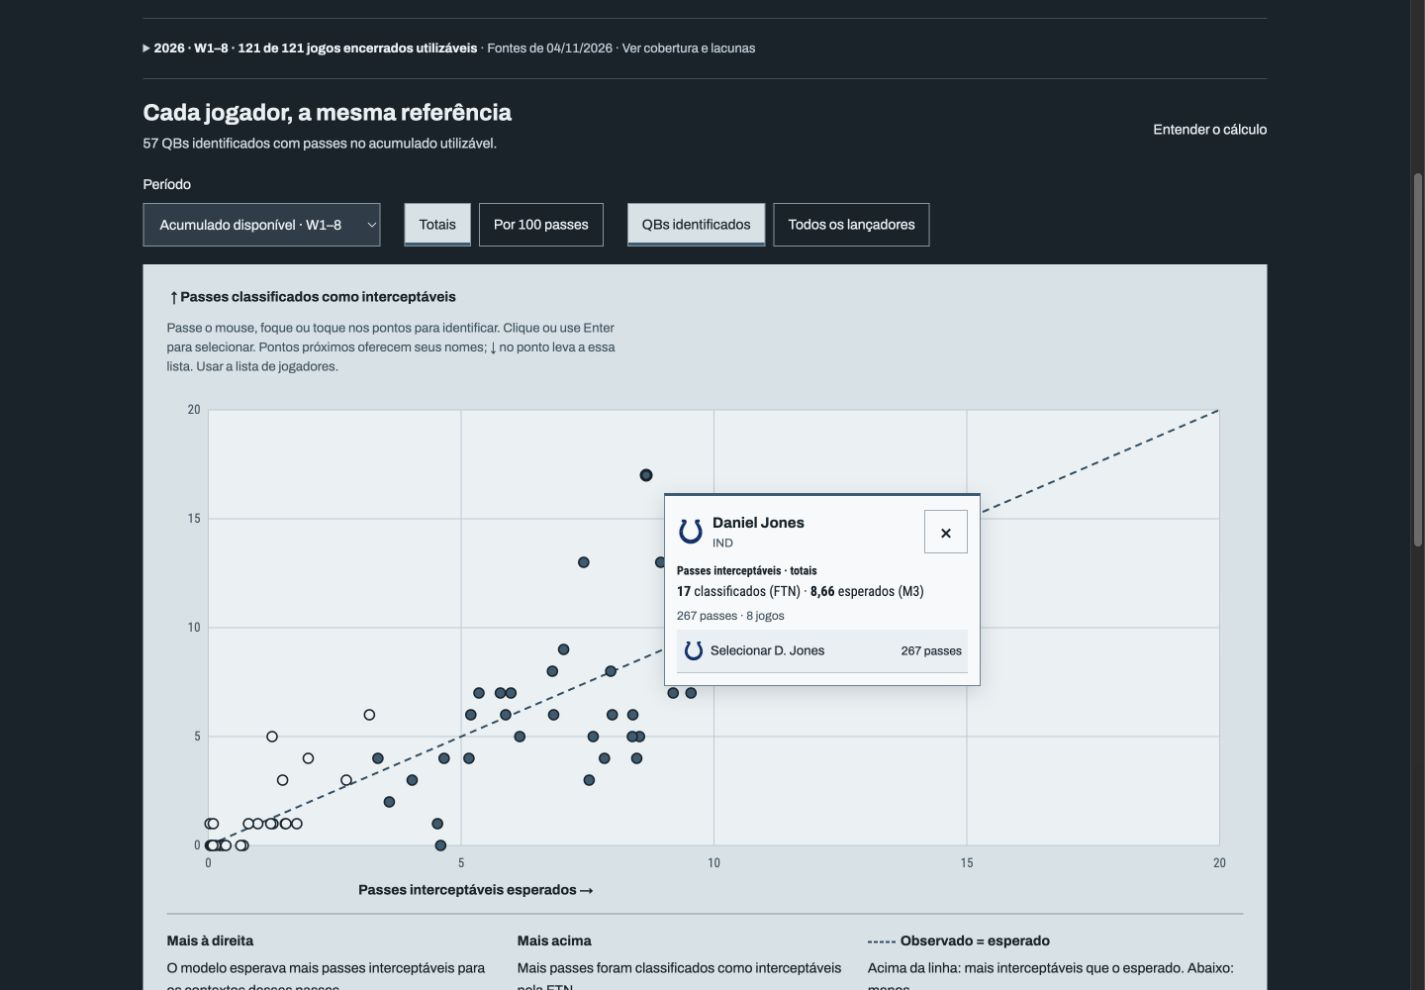 ▶ 2026 · W1–8 · 121 de 121 jogos encerrados utilizáveis · Fontes de 04/11/2026 · Ver cobertura e lacunas
Cada jogador, a mesma referência
57 QBs identificados com passes no acumulado utilizável.
Entender o cálculo
Período
Acumulado disponível · W1–8
Totais
Por 100 passes
QBs identificados
Todos os lançadores
↑ Passes classificados como interceptáveis
Passe o mouse, foque ou toque nos pontos para identificar. Clique ou use Enter
para selecionar. Pontos próximos oferecem seus nomes; ↓ no ponto leva a essa
lista. Usar a lista de jogadores.
20
15
10
5
0
Daniel Jones
IND
×
Passes interceptáveis · totais
17 classificados (FTN) · 8,66 esperados (M3)
267 passes · 8 jogos
Selecionar D. Jones
267 passes
0
5
10
15
20
Passes interceptáveis esperados →
Mais à direita
O modelo esperava mais passes interceptáveis para
os contextos desses passes.
Mais acima
Mais passes foram classificados como interceptáveis
pela FTN.
Observado = esperado
Acima da linha: mais interceptáveis que o esperado. Abaixo:
menos.